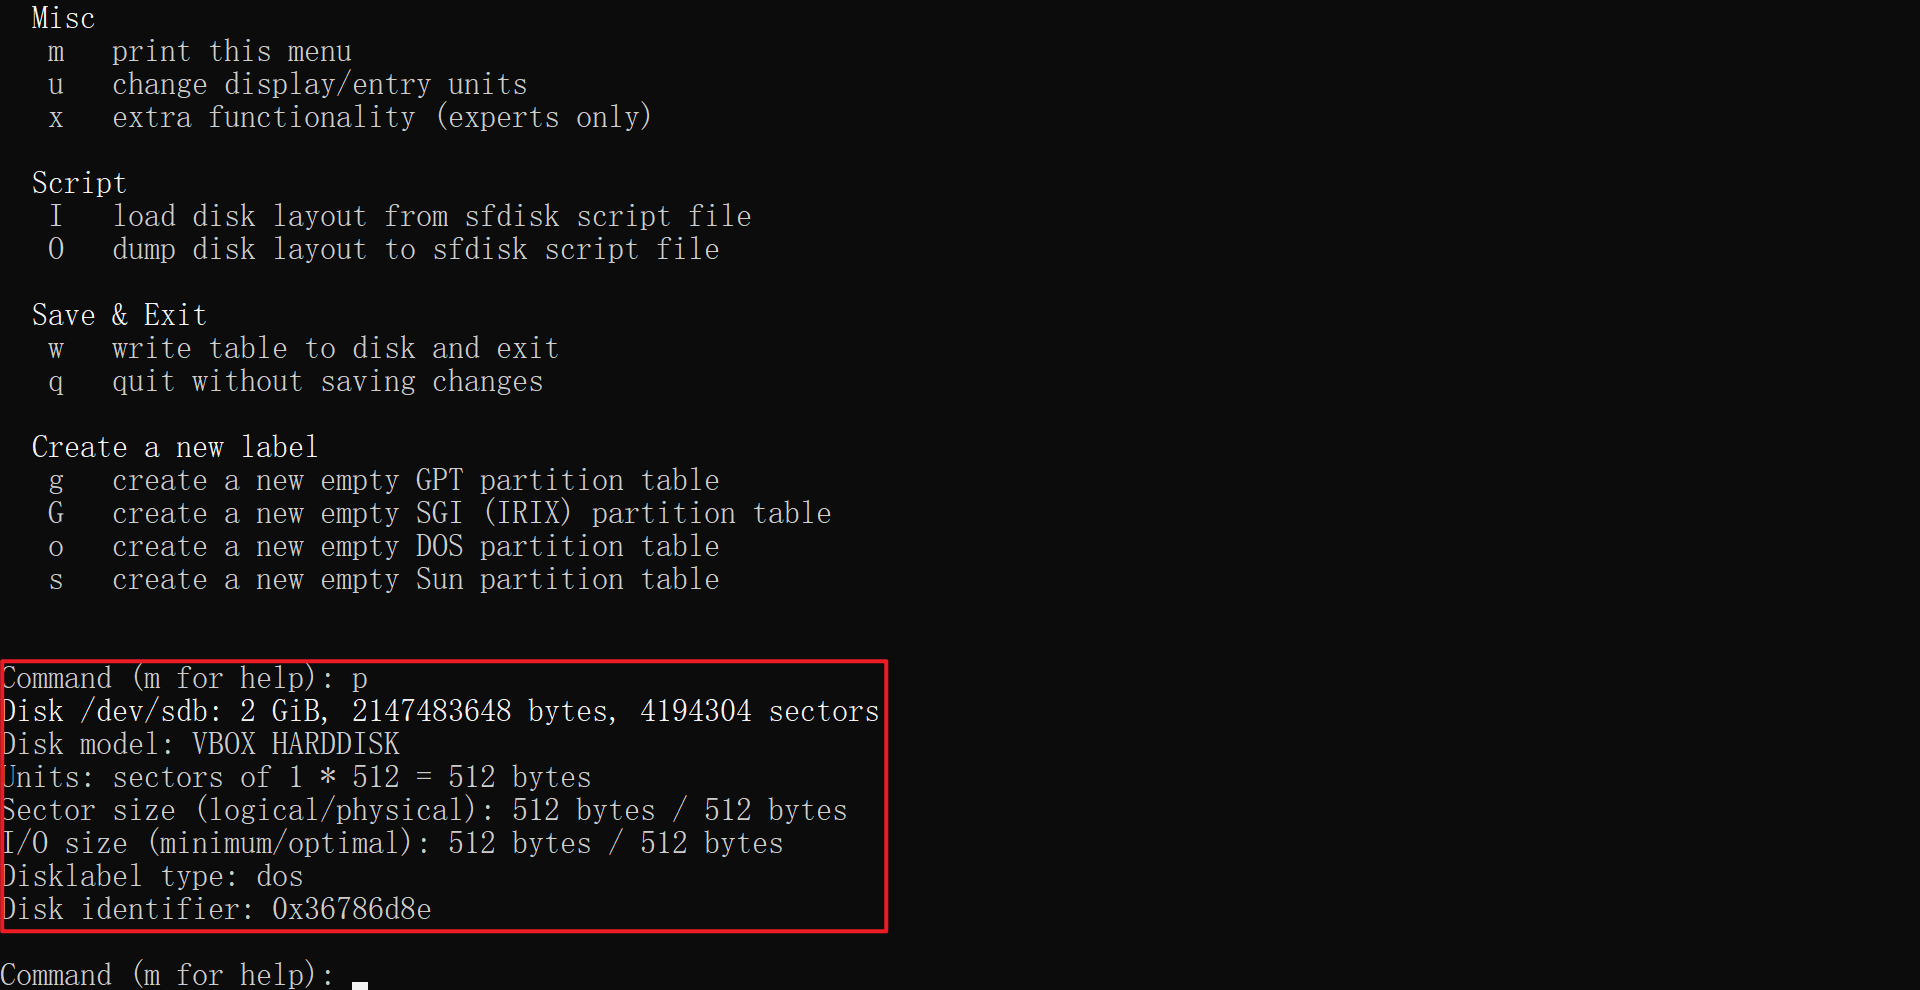 Misc
m print this menu
u change display/entry units
x extra functionality (experts only)
Script
I load disk layout from sfdisk script file
O dump disk layout to sfdisk script file
Save & Exit
w write table to disk and exit
q quit without saving changes
Create a new label
g create a new empty GPT partition table
G create a new empty SGI (IRIX) partition table
o create a new empty DOS partition table
s create a new empty Sun partition table
Command (m for help): p
Disk /dev/sdb: 2 GiB, 2147483648 bytes, 4194304 sectors
Disk model: VBOX HARDDISK
Units: sectors of 1 * 512 = 512 bytes
Sector size (logical/physical): 512 bytes / 512 bytes
I/O size (minimum/optimal): 512 bytes / 512 bytes
Disklabel type: dos
Disk identifier: 0x36786d8e
Command (m for help):